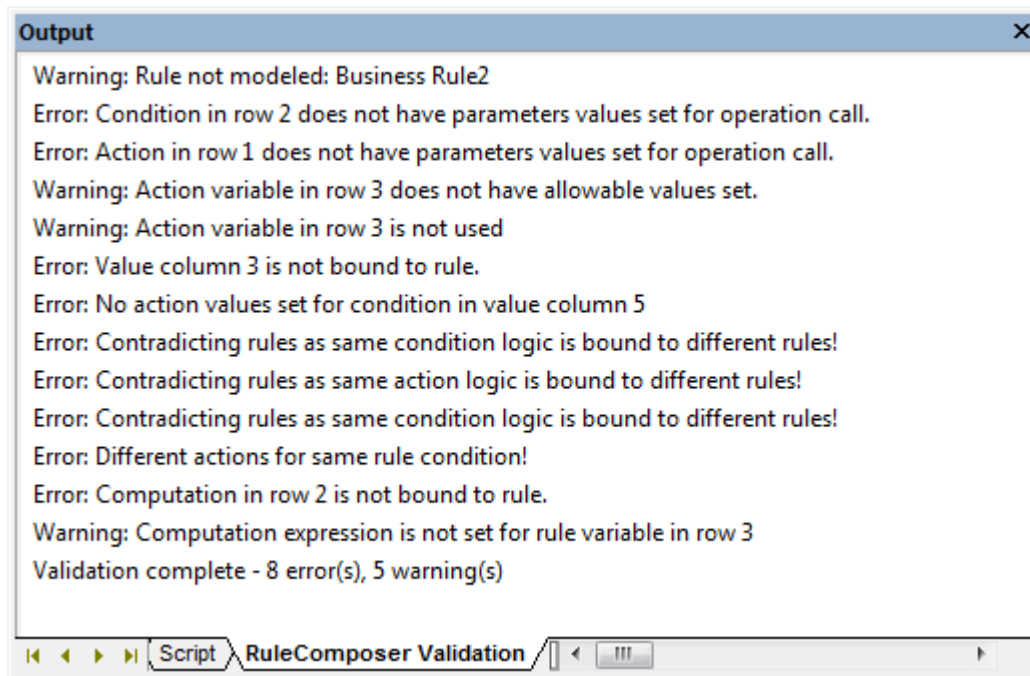 Output
Warning: Rule not modeled: Business Rule2
Error: Condition in row 2 does not have parameters values set for operation call.
Error: Action in row 1 does not have parameters values set for operation call.
Warning: Action variable in row 3 does not have allowable values set.
Warning: Action variable in row 3 is not used
Error: Value column 3 is not bound to rule.
Error: No action values set for condition in value column 5
Error: Contradicting rules as same condition logic is bound to different rules!
Error: Contradicting rules as same action logic is bound to different rules!
Error: Contradicting rules as same condition logic is bound to different rules!
Error: Different actions for same rule condition!
Error: Computation in row 2 is not bound to rule.
Warning: Computation expression is not set for rule variable in row 3
Validation complete - 8 error(s), 5 warning(s)
Script RuleComposer Validation